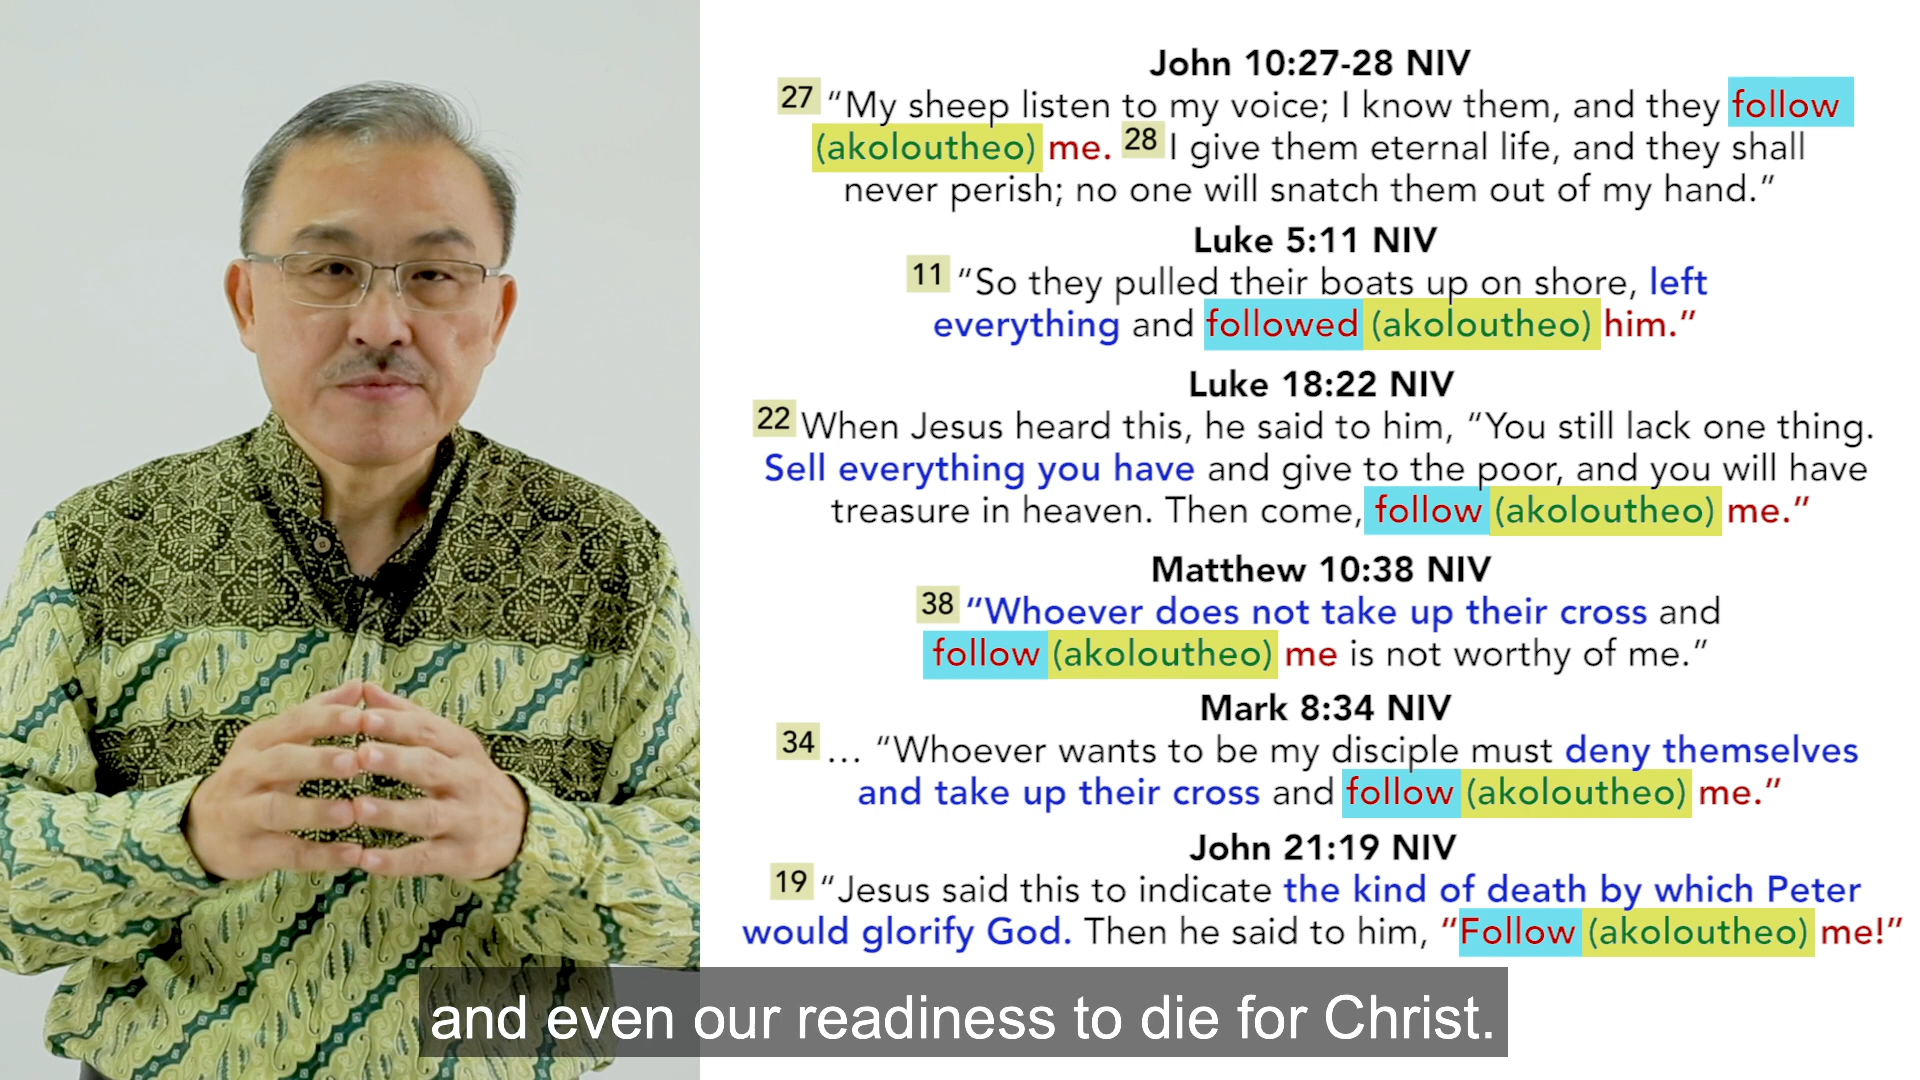 John 10:27-28 NIV
27 “My sheep listen to my voice; I know them, and they follow
(akoloutheo) me. 28 I give them eternal life, and they shall
never perish; no one will snatch them out of my hand.”
Luke 5:11 NIV
11 “So they pulled their boats up on shore, left
everything and followed (akoloutheo) him.”
Luke 18:22 NIV
22 When Jesus heard this, he said to him, “You still lack one thing.
Sell everything you have and give to the poor, and you will have
treasure in heaven. Then come, follow (akoloutheo) me.”
Matthew 10:38 NIV
38 “Whoever does not take up their cross and
follow (akoloutheo) me is not worthy of me.”
Mark 8:34 NIV
34 … “Whoever wants to be my disciple must deny themselves
and take up their cross and follow (akoloutheo) me.”
John 21:19 NIV
19 “Jesus said this to indicate the kind of death by which Peter
would glorify God. Then he said to him, “Follow (akoloutheo) me!”
and even our readiness to die for Christ.